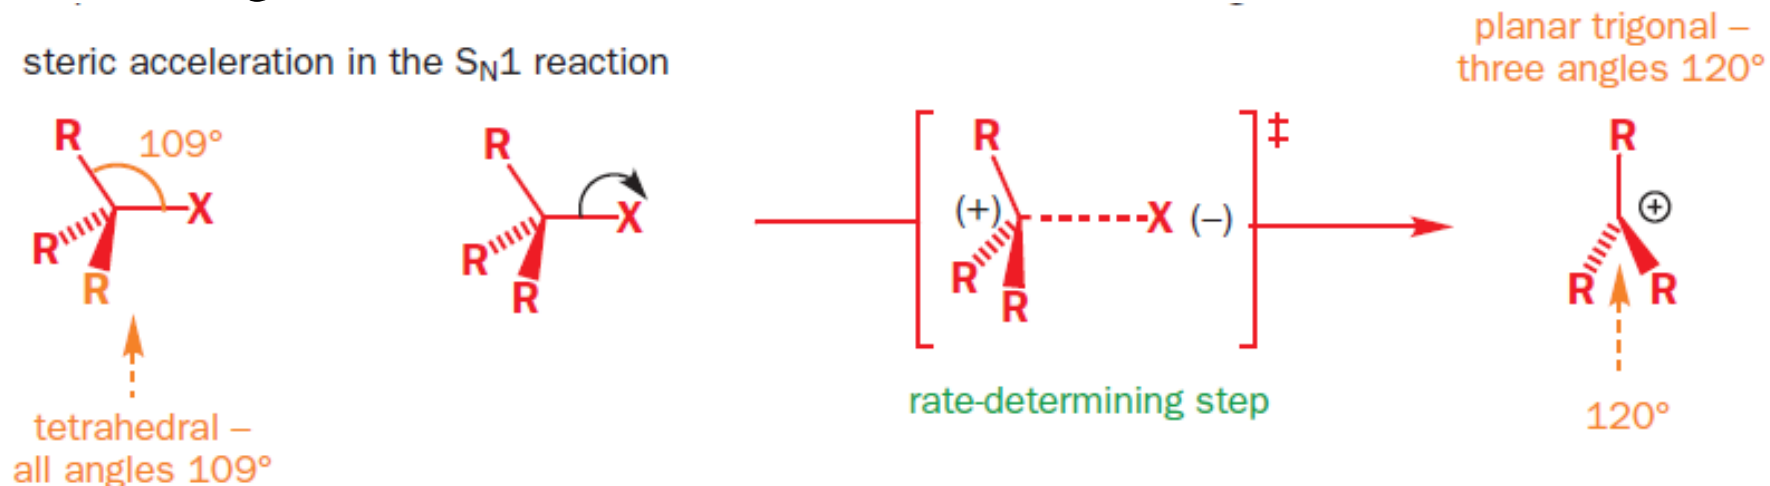 steric acceleration in the SN1 reaction
planar trigonal –
three angles 120°
R
109°
X
R
R
R
X
R
R
R
(+)
X (–)
R
R
‡
R
+
R
R
rate-determining step
120°
tetrahedral –
all angles 109°